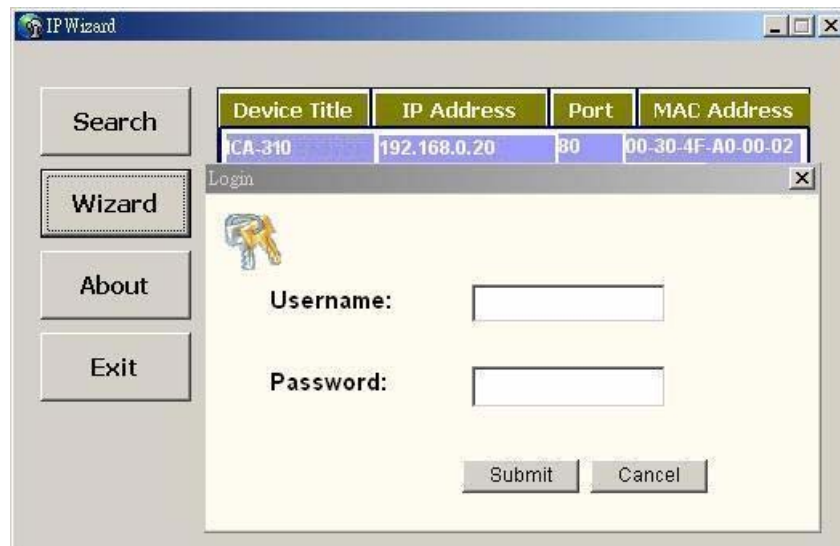 IP Wizard
Search
Wizard
About
Exit
Device Title IP Address Port MAC Address
ICA-310 192.168.0.20 80 00-30-4F-A0-00-02
Login
Username:
Password:
Submit Cancel